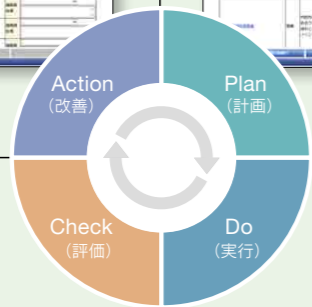 Action
（改善）
Plan
（計画）
Check
（評価）
Do
（実行）